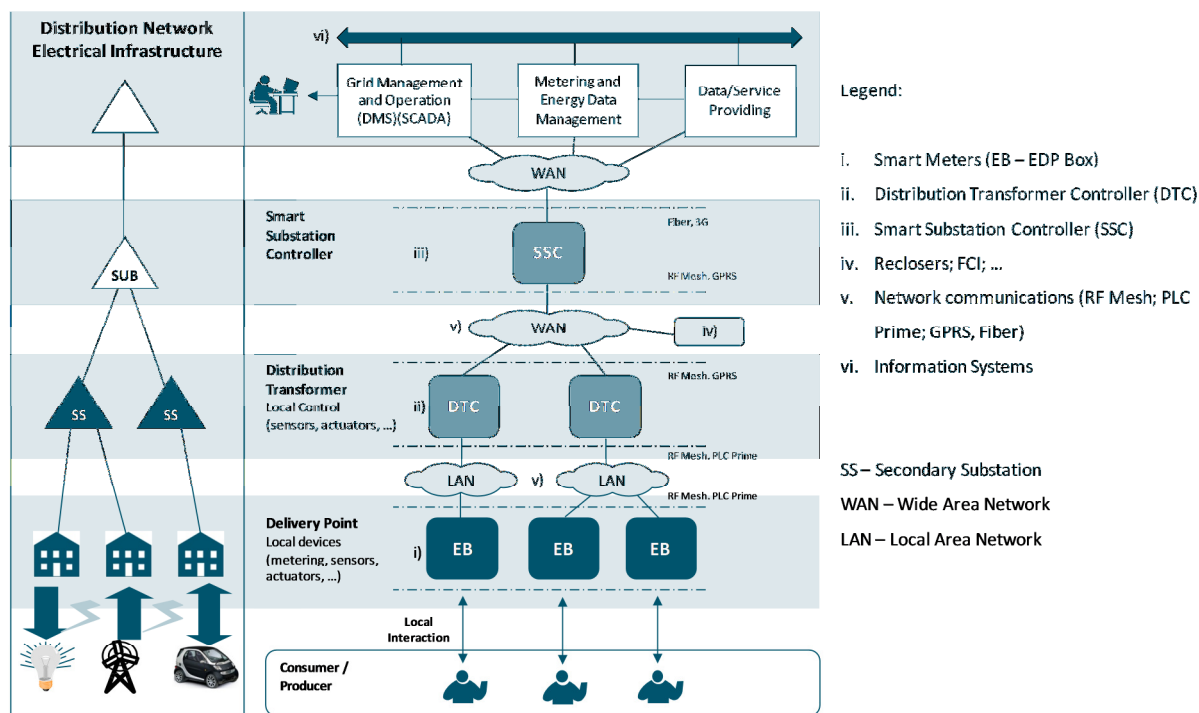 Distribution Network
Electrical Infrastructure
vi)
Grid Management
and Operation
(DMS)(SCADA)
Metering and
Energy Data
Management
Data/Service
Providing
WAN
Smart
Substation
Controller
iii)
SSC
Fiber, 3G
RF Mesh, GPRS
SUB
v)
WAN
iv)
Distribution
Transformer
Local Control
(sensors, actuators, ...)
ii)
DTC
DTC
RF Mesh, GPRS
RF Mesh, PLC Prime
SS
SS
LAN
v)
LAN
RF Mesh, PLC Prime
Delivery Point
Local devices
(metering, sensors,
actuators, ...)
i)
EB
EB
EB
Local
Interaction
Consumer /
Producer
Legend:
i. Smart Meters (EB – EDP Box)
ii. Distribution Transformer Controller (DTC)
iii. Smart Substation Controller (SSC)
iv. Reclosers; FCI; ...
v. Network communications (RF Mesh; PLC
Prime; GPRS, Fiber)
vi. Information Systems
SS – Secondary Substation
WAN – Wide Area Network
LAN – Local Area Network